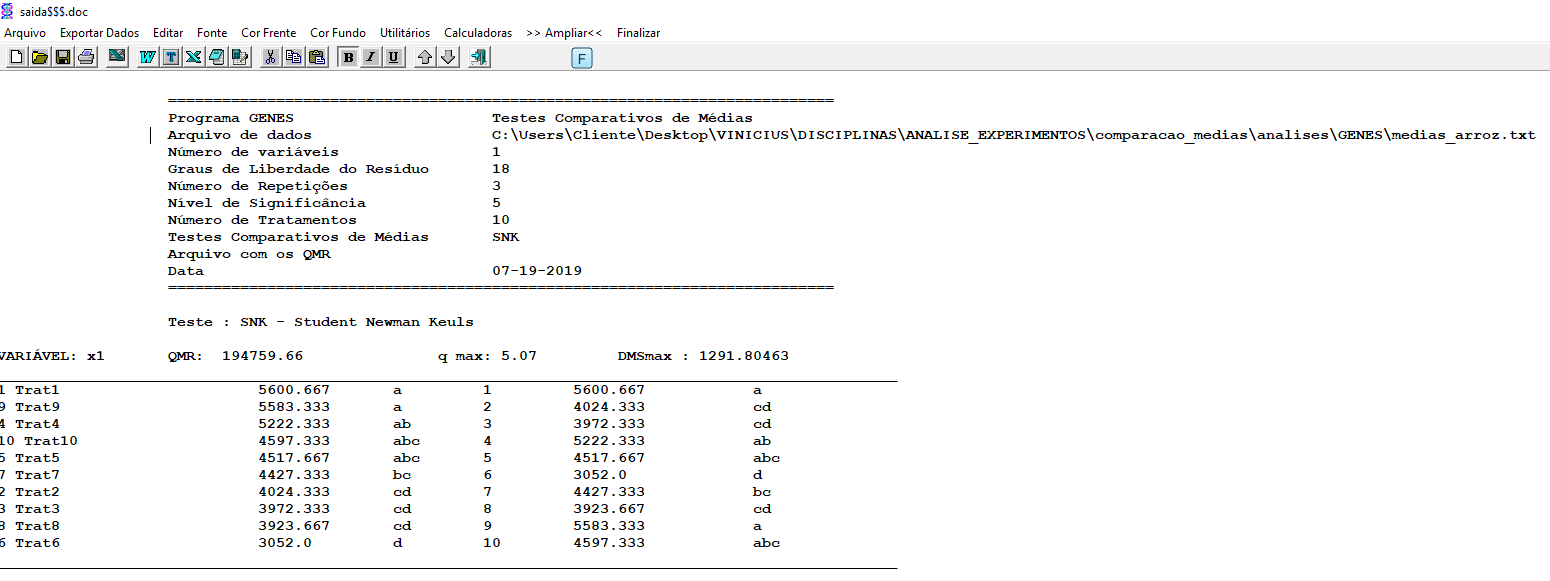 saida$$$.doc
Arquivo Exportar Dados Editar Fonte Cor Frente Cor Fundo Utilitários Calculadoras >> Ampliar<< Finalizar
W T X B I U F
Programa GENES Testes Comparativos de Médias
Arquivo de dados C:\Users\Cliente\Desktop\VINICIUS\DISCIPLINAS\ANALISE_EXPERIMENTOS\comparacao_medias\analises\GENES\medias_arroz.txt
Número de variáveis 1
Graus de Liberdade do Resíduo 18
Número de Repetições 3
Nível de Significância 5
Número de Tratamentos 10
Testes Comparativos de Médias SNK
Arquivo com os QMR
Data 07-19-2019
Teste : SNK - Student Newman Keuls
VARIÁVEL: x1 QMR: 194759.66 q max: 5.07 DMSmax : 1291.80463
1 Trat1 5600.667 a 1 5600.667 a
9 Trat9 5583.333 a 2 4024.333 cd
4 Trat4 5222.333 ab 3 3972.333 cd
10 Trat10 4597.333 abc 4 5222.333 ab
5 Trat5 4517.667 abc 5 4517.667 abc
7 Trat7 4427.333 bc 6 3052.0 d
2 Trat2 4024.333 cd 7 4427.333 bc
3 Trat3 3972.333 cd 8 3923.667 cd
8 Trat8 3923.667 cd 9 5583.333 a
6 Trat6 3052.0 d 10 4597.333 abc